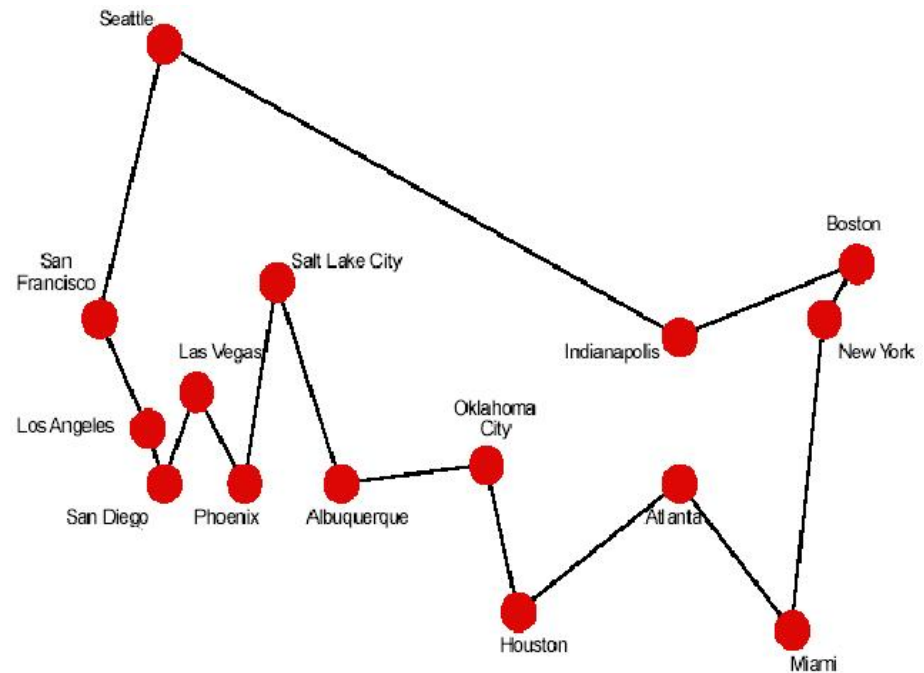 Seattle
Boston
San
Francisco
Salt Lake City
Indianapolis
New York
Las Vegas
Los Angeles
Oklahoma
City
San Diego
Phoenix
Albuquerque
Atlanta
Houston
Miami